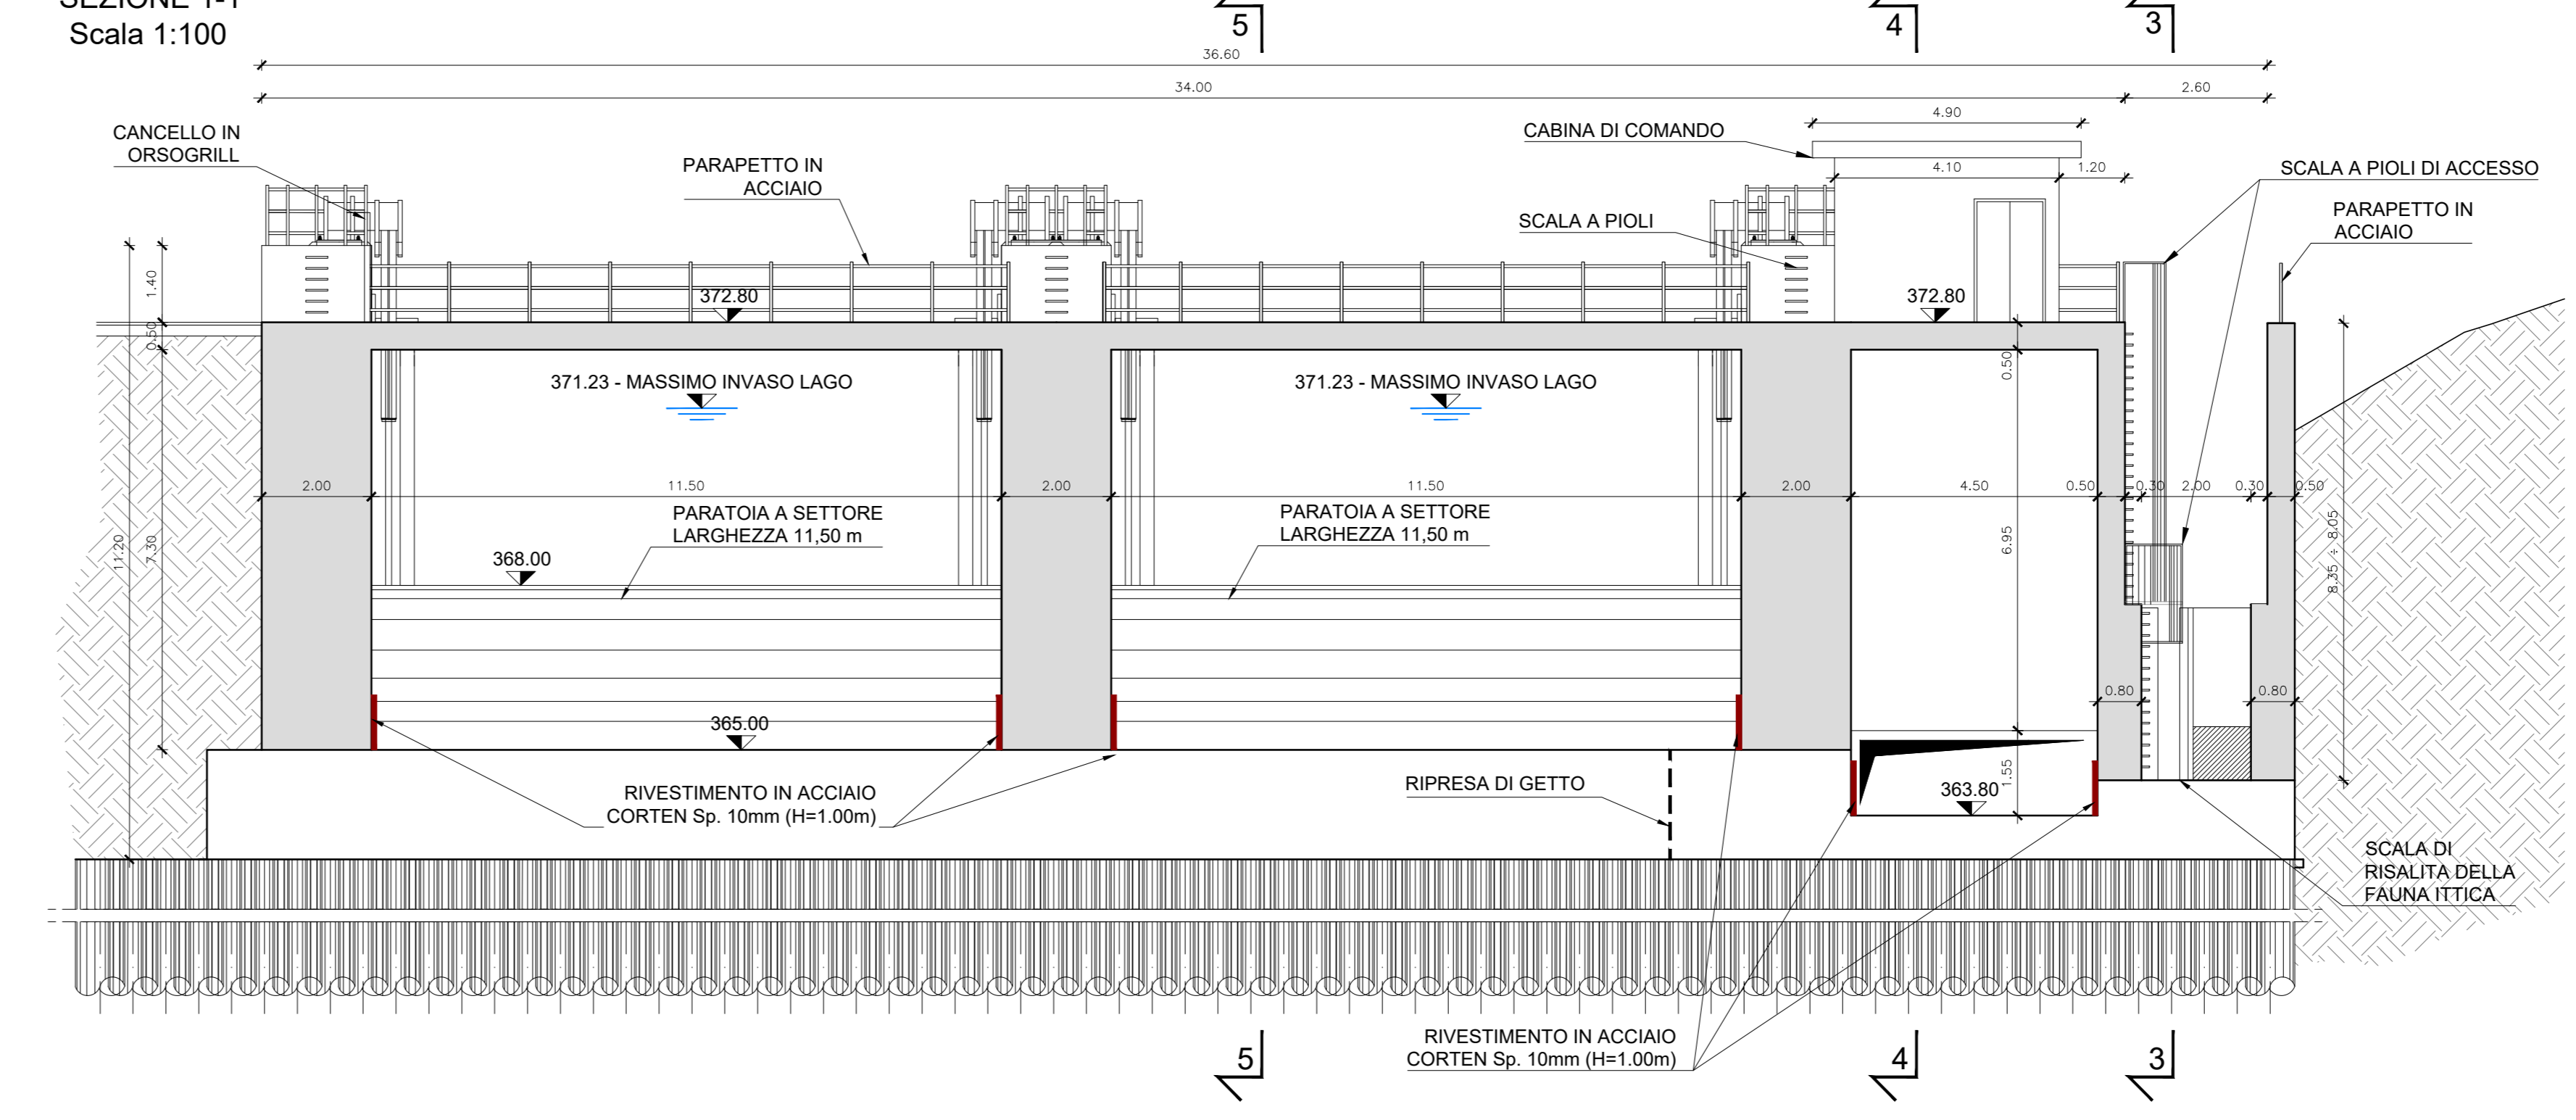 SEZIONE 1-1
Scala 1:100
5
4
3
36.60
34.00
2.60
4.90
CANCELLO IN
ORSOGRILL
PARAPETTO IN
ACCIAIO
CABINA DI COMANDO
4.10
1.20
SCALA A PIOLI DI ACCESSO
SCALA A PIOLI
PARAPETTO IN
ACCIAIO
1.40
372.80
372.80
0.50
0.50
371.23 - MASSIMO INVASO LAGO
371.23 - MASSIMO INVASO LAGO
2.00
11.50
2.00
11.50
2.00
4.50
0.50
0.30
2.00
0.30
0.50
PARATOIA A SETTORE
LARGHEZZA 11,50 m
PARATOIA A SETTORE
LARGHEZZA 11,50 m
11.20
7.30
6.95
8.35 ÷ 8.05
368.00
0.80
0.80
365.00
1.55
RIVESTIMENTO IN ACCIAIO
CORTEN Sp. 10mm (H=1.00m)
RIPRESA DI GETTO
363.80
SCALA DI
RISALITA DELLA
FAUNA ITTICA
RIVESTIMENTO IN ACCIAIO
CORTEN Sp. 10mm (H=1.00m)
5
4
3